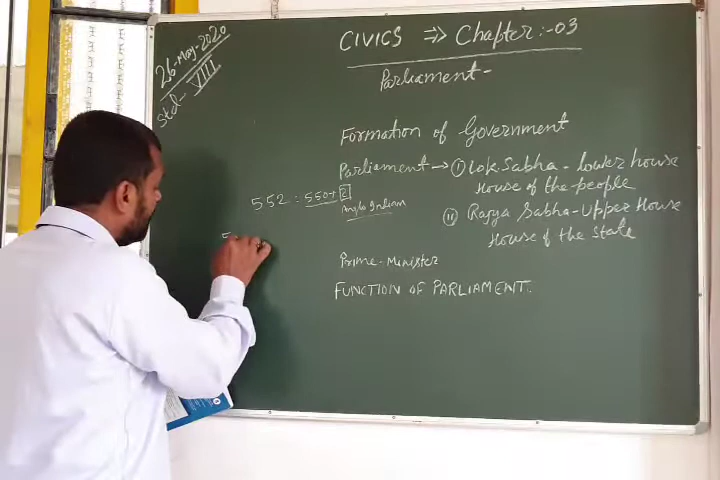 26-May-2020
Std- VIII
CIVICS ⇒ Chapter :- 03
Parliament-
Formation of Government
Parliament → (i) Lok Sabha - lower house
House of the people
552 : 550+2
Anglo Indian
(ii) Rajya Sabha - Upper House
House of the State
5
Prime - Minister
FUNCTION OF PARLIAMENT.